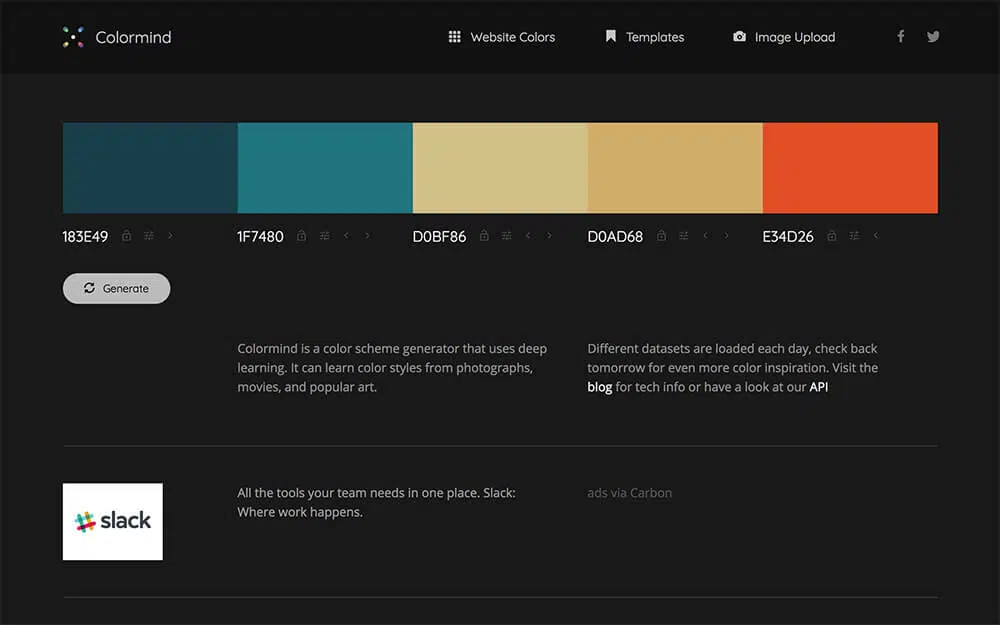 Colormind
Website Colors
Templates
Image Upload
183E49
1F7480
D0BF86
D0AD68
E34D26
Generate
Colormind is a color scheme generator that uses deep
learning. It can learn color styles from photographs,
movies, and popular art.
Different datasets are loaded each day, check back
tomorrow for even more color inspiration. Visit the
blog for tech info or have a look at our API
slack
All the tools your team needs in one place. Slack:
Where work happens.
ads via Carbon